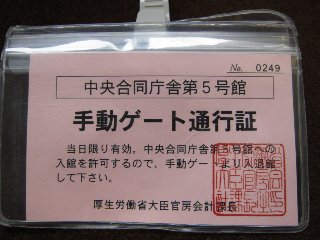 No. 0249
中央合同庁舎第5号館
手動ゲート通行証
当日限り有効。中央合同庁舎第5号館への
入館を許可するので、手動ゲートより入退館
して下さい。
厚生労働省大臣官房会計課長